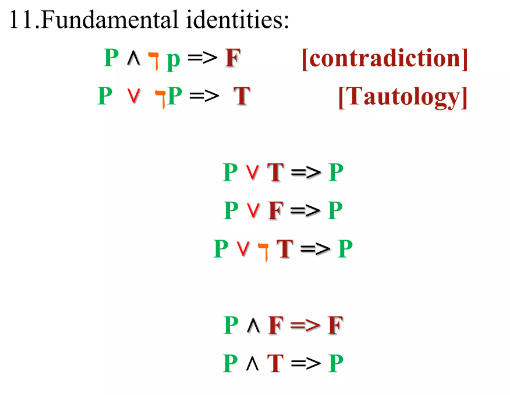 11.Fundamental identities:
P ∧ ┐ p => F [contradiction]
P ∨ ┐P => T [Tautology]
P ∨ T => P
P ∨ F => P
P ∨ ┐ T => P
P ∧ F => F
P ∧ T => P